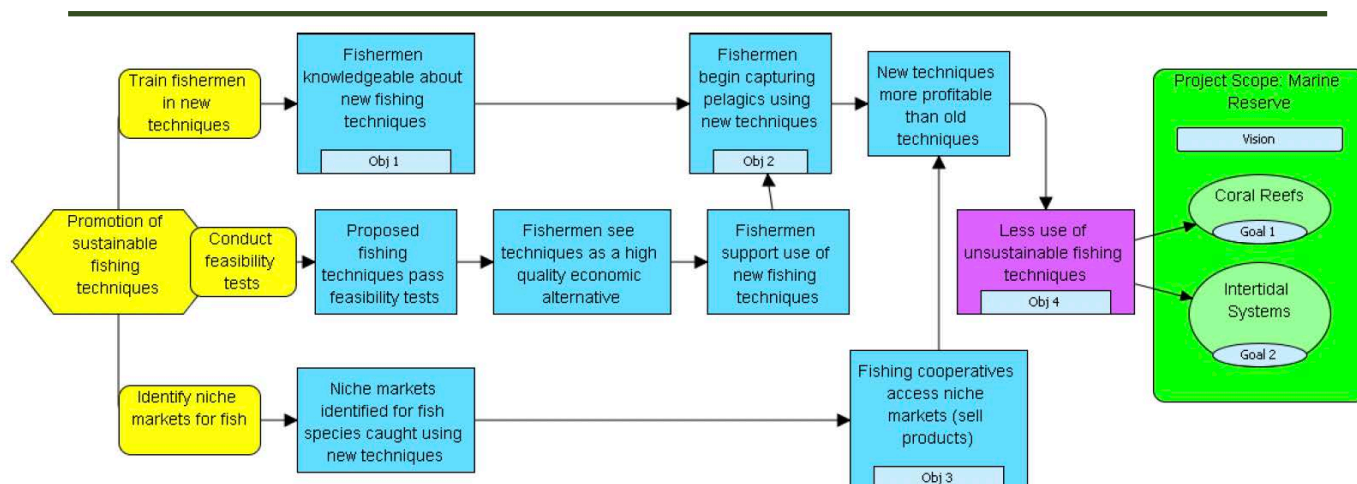 Train fishermen
in new
techniques
Fishermen
knowledgeable about
new fishing
techniques
Obj 1
Fishermen
begin capturing
pelagics using
new techniques
Obj 2
New techniques
more profitable
than old
techniques
Project Scope: Marine
Reserve
Vision
Coral Reefs
Goal 1
Intertidal
Systems
Goal 2
Promotion of
sustainable
fishing
techniques
Conduct
feasibility
tests
Proposed
fishing
techniques pass
feasibility tests
Fishermen see
techniques as a high
quality economic
alternative
Fishermen
support use of
new fishing
techniques
Less use of
unsustainable fishing
techniques
Obj 4
Identify niche
markets for fish
Niche markets
identified for fish
species caught using
new techniques
Fishing cooperatives
access niche
markets (sell
products)
Obj 3